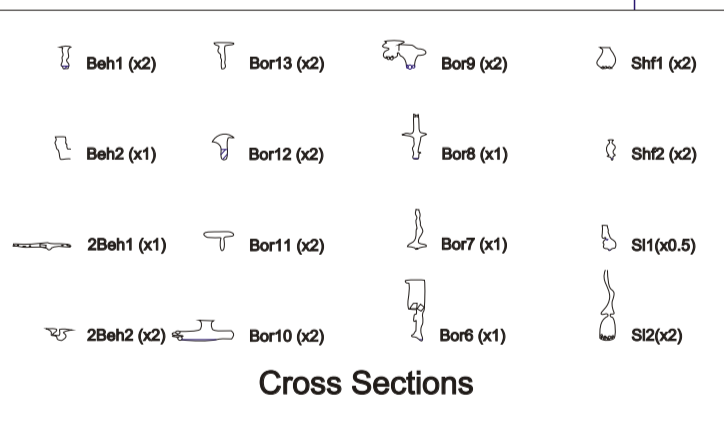 Beh1 (x2) Bor13 (x2) Bor9 (x2) Shf1 (x2)
Beh2 (x1) Bor12 (x2) Bor8 (x1) Shf2 (x2)
2Beh1 (x1) Bor11 (x2) Bor7 (x1) Sl1(x0.5)
2Beh2 (x2) Bor10 (x2) Bor6 (x1) Sl2(x2)
Cross Sections